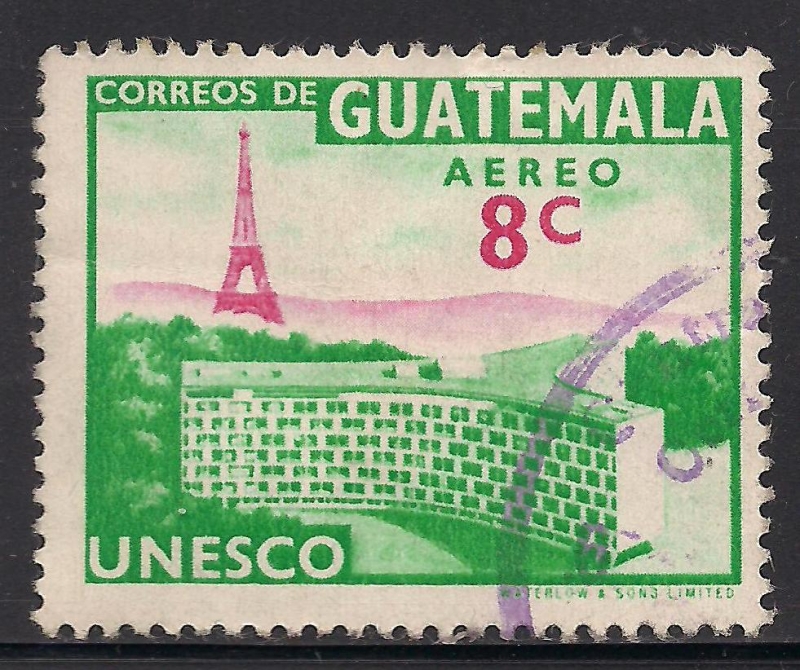 CORREOS DE GUATEMALA
AEREO
8C
UNESCO
WATERLOW & SONS LIMITED